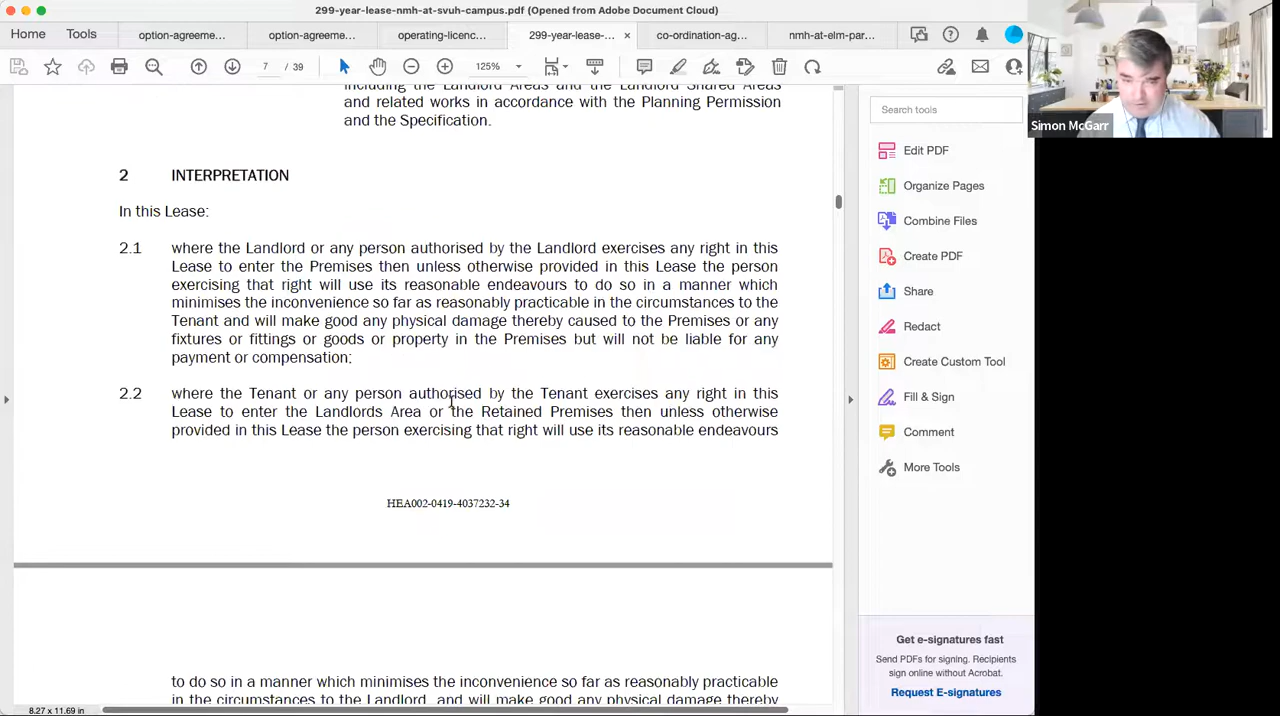 299-year-lease-nmh-at-svuh-campus.pdf (Opened from Adobe Document Cloud)
Home Tools option-agreeme... option-agreeme... operating-licenc... 299-year-lease-... × co-ordination-ag... nmh-at-elm-par...
7 / 39 125%
Search tools
Edit PDF
Organize Pages
Combine Files
Create PDF
Share
Redact
Create Custom Tool
Fill & Sign
Comment
More Tools
Get e-signatures fast
Send PDFs for signing. Recipients
sign online without Acrobat.
Request E-signatures
Simon McGarr
including the Landlord Areas and the Landlord Shared Areas
and related works in accordance with the Planning Permission
and the Specification.
2 INTERPRETATION
In this Lease:
2.1 where the Landlord or any person authorised by the Landlord exercises any right in this
Lease to enter the Premises then unless otherwise provided in this Lease the person
exercising that right will use its reasonable endeavours to do so in a manner which
minimises the inconvenience so far as reasonably practicable in the circumstances to the
Tenant and will make good any physical damage thereby caused to the Premises or any
fixtures or fittings or goods or property in the Premises but will not be liable for any
payment or compensation;
2.2 where the Tenant or any person authorised by the Tenant exercises any right in this
Lease to enter the Landlords Area or the Retained Premises then unless otherwise
provided in this Lease the person exercising that right will use its reasonable endeavours
HEA002-0419-4037232-34
to do so in a manner which minimises the inconvenience so far as reasonably practicable
in the circumstances to the Landlord and will make good any physical damage thereby
8.27 x 11.69 in